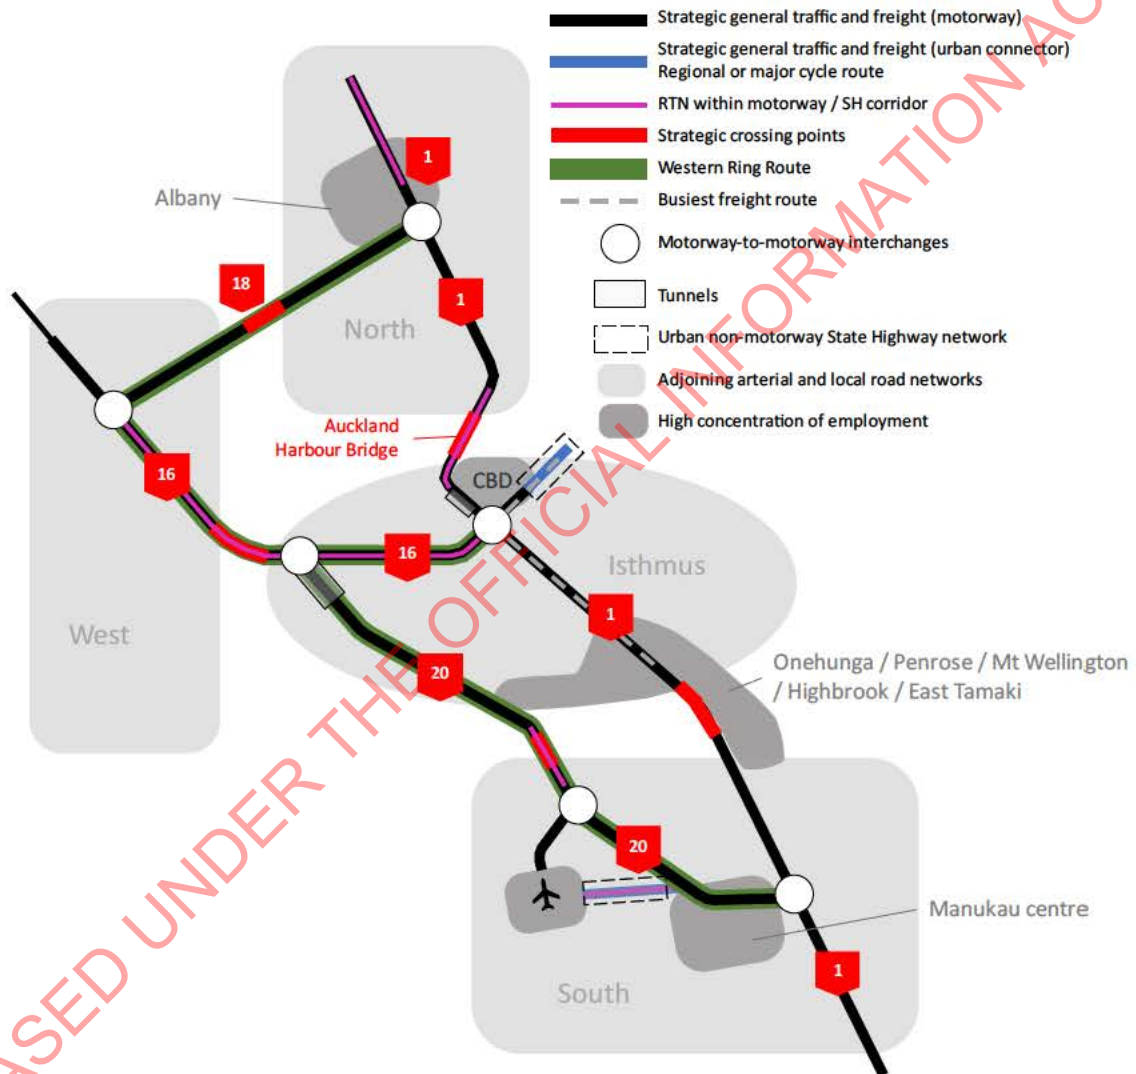 Strategic general traffic and freight (motorway)
Strategic general traffic and freight (urban connector)
Regional or major cycle route
RTN within motorway / SH corridor
Strategic crossing points
Western Ring Route
Busiest freight route
Motorway-to-motorway interchanges
Tunnels
Urban non-motorway State Highway network
Adjoining arterial and local road networks
High concentration of employment
1
Albany
18
1
North
Auckland
Harbour Bridge
CBD
16
16
Isthmus
1
West
20
Onehunga / Penrose / Mt Wellington
/ Highbrook / East Tamaki
20
Manukau centre
1
South
ASED UNDER THE OFFICIAL INFORMATION AC